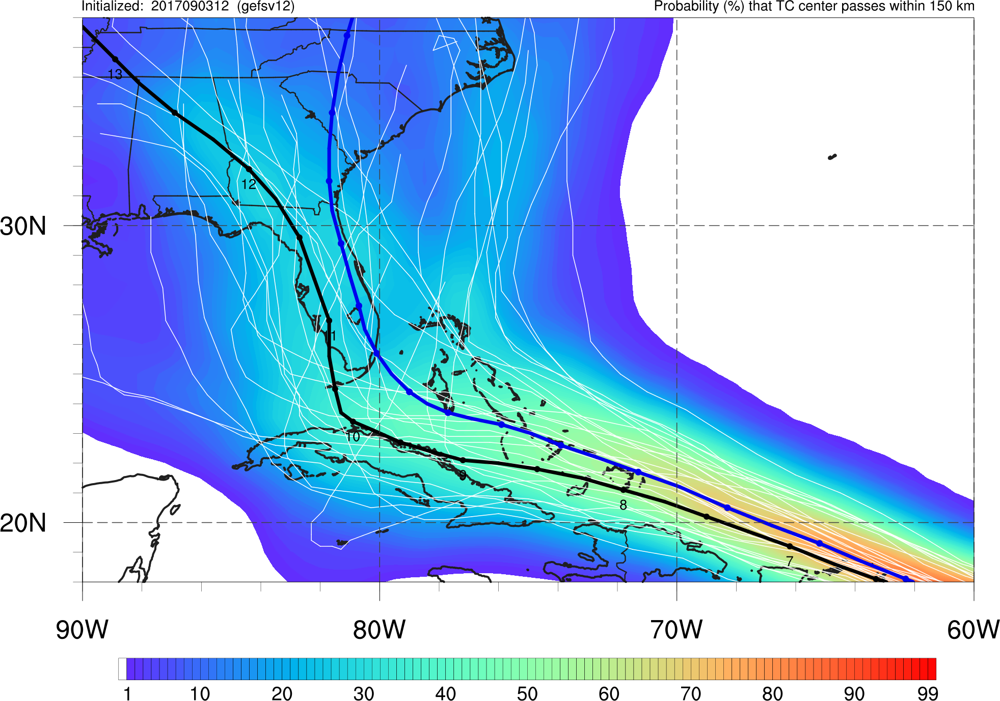 Initialized: 2017090312 (gefsv12)
Probability (%) that TC center passes within 150 km
13
12
30N
11
10
9
8
20N
7
90W 80W 70W 60W
1 10 20 30 40 50 60 70 80 90 99